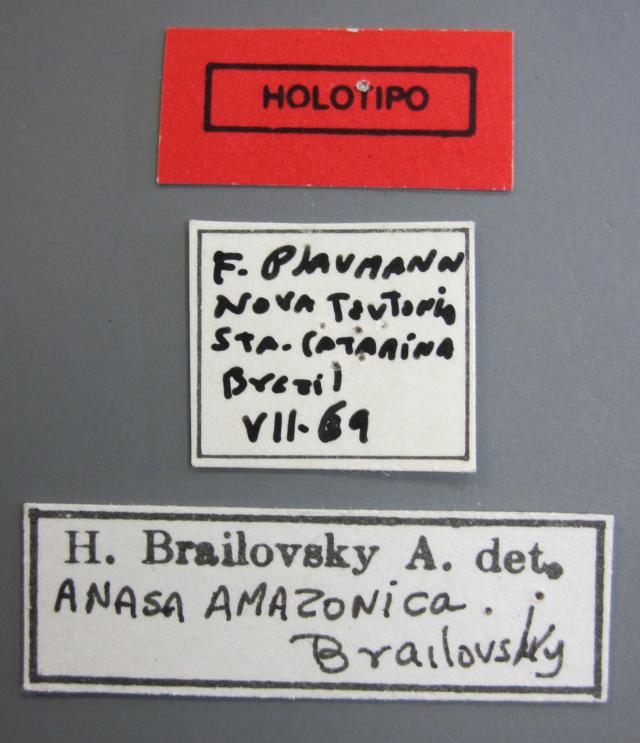 HOLOTIPO
F. PLAUMANN
NOVA TeuTonia
STA. CATARINA
Brazil
VII-69
H. Brailovsky A. det.
ANASA AMAZONICA.
Brailovsky